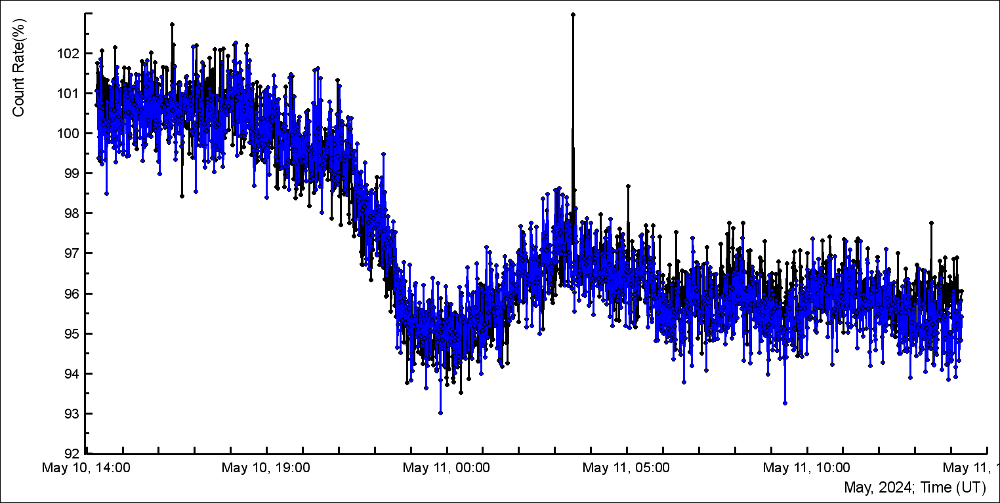 Count Rate(%)
102
101
100
99
98
97
96
95
94
93
92
May 10, 14:00
May 10, 19:00
May 11, 00:00
May 11, 05:00
May 11, 10:00
May 11, 1
May, 2024; Time (UT)